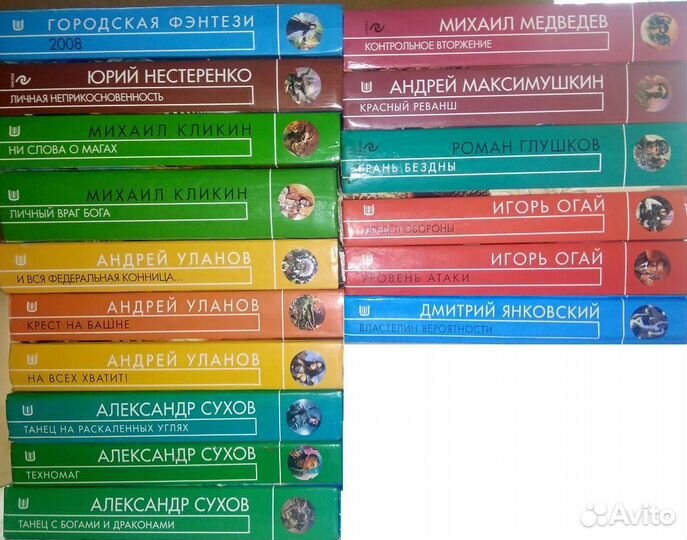 ГОРОДСКАЯ ФЭНТЕЗИ
2008
ЮРИЙ НЕСТЕРЕНКО
ЛИЧНАЯ НЕПРИКОСНОВЕННОСТЬ
МИХАИЛ КЛИКИН
НИ СЛОВА О МАГАХ
МИХАИЛ КЛИКИН
ЛИЧНЫЙ ВРАГ БОГА
АНДРЕЙ УЛАНОВ
И ВСЯ ФЕДЕРАЛЬНАЯ КОННИЦА...
АНДРЕЙ УЛАНОВ
КРЕСТ НА БАШНЕ
АНДРЕЙ УЛАНОВ
НА ВСЕХ ХВАТИТ!
АЛЕКСАНДР СУХОВ
ТАНЕЦ НА РАСКАЛЕННЫХ УГЛЯХ
АЛЕКСАНДР СУХОВ
ТЕХНОМАГ
АЛЕКСАНДР СУХОВ
ТАНЕЦ С БОГАМИ И ДРАКОНАМИ
МИХАИЛ МЕДВЕДЕВ
КОНТРОЛЬНОЕ ВТОРЖЕНИЕ
АНДРЕЙ МАКСИМУШКИН
КРАСНЫЙ РЕВАНШ
РОМАН ГЛУШКОВ
ГРАНЬ БЕЗДНЫ
ИГОРЬ ОГАЙ
ПРЕДЕЛ ОБОРОНЫ
ИГОРЬ ОГАЙ
УРОВЕНЬ АТАКИ
ДМИТРИЙ ЯНКОВСКИЙ
ВЛАСТЕЛИН ВЕРОЯТНОСТИ
Avito